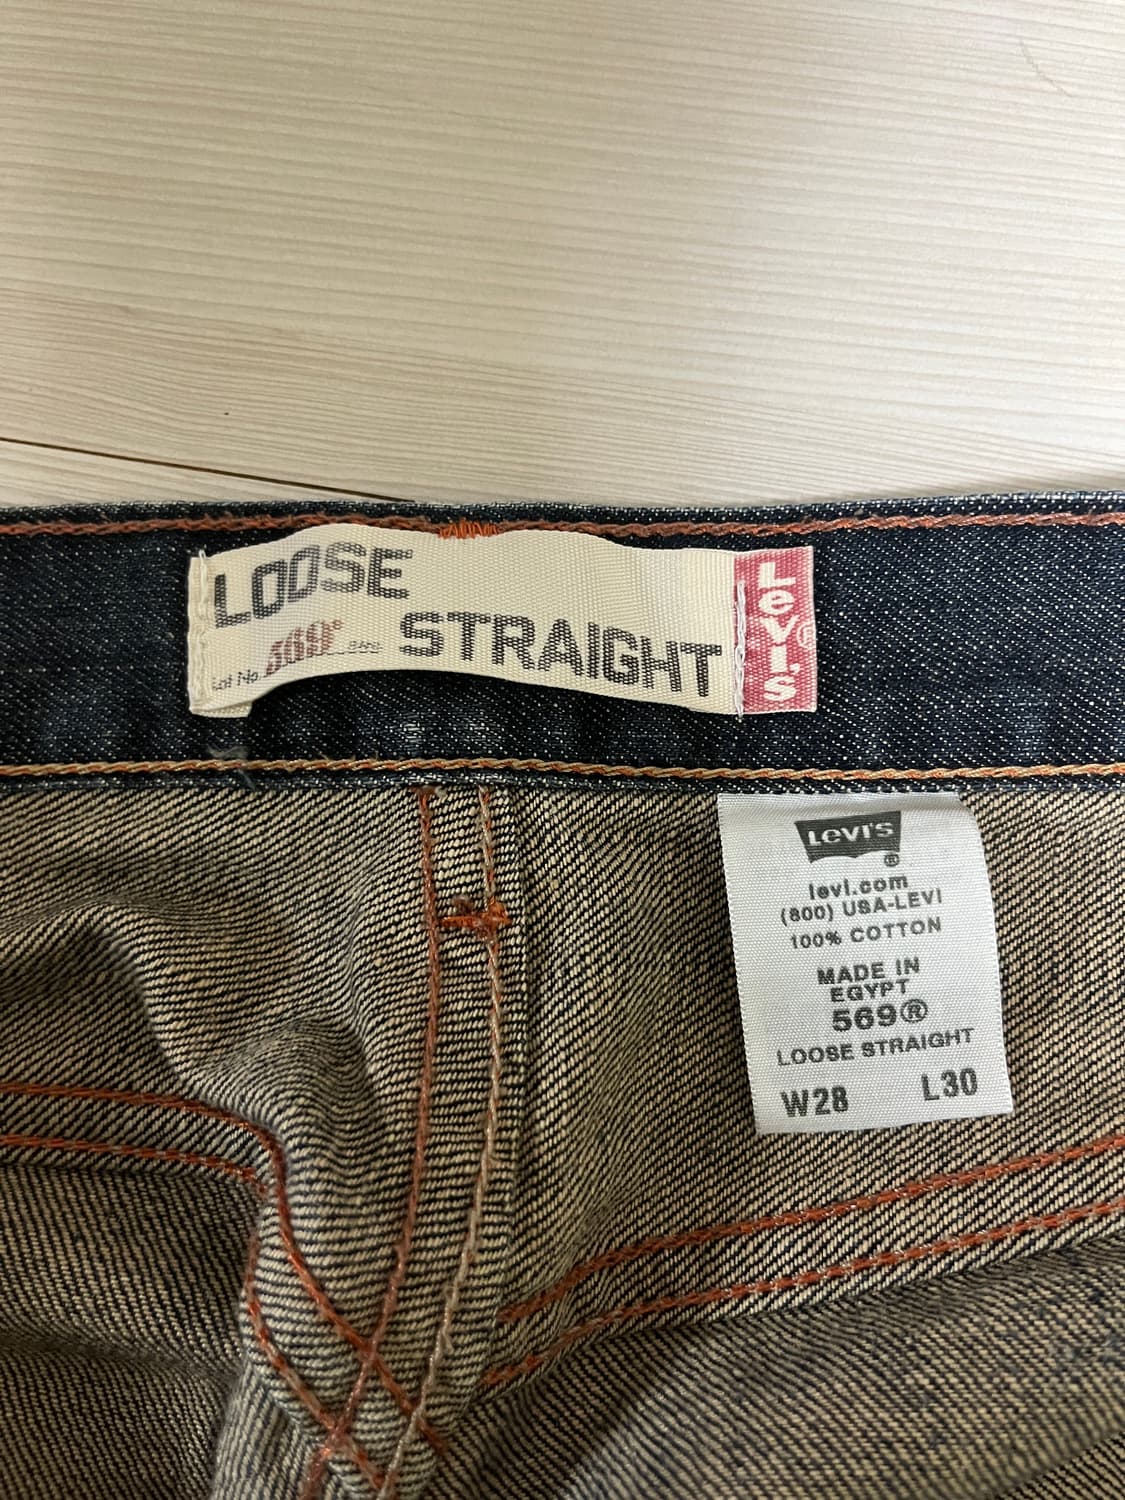 LOOSE
Lot No. 569® STRAIGHT
Levi's®
LEVI'S®
levi.com
(800) USA-LEVI
100% COTTON
MADE IN
EGYPT
569®
LOOSE STRAIGHT
W28 L30